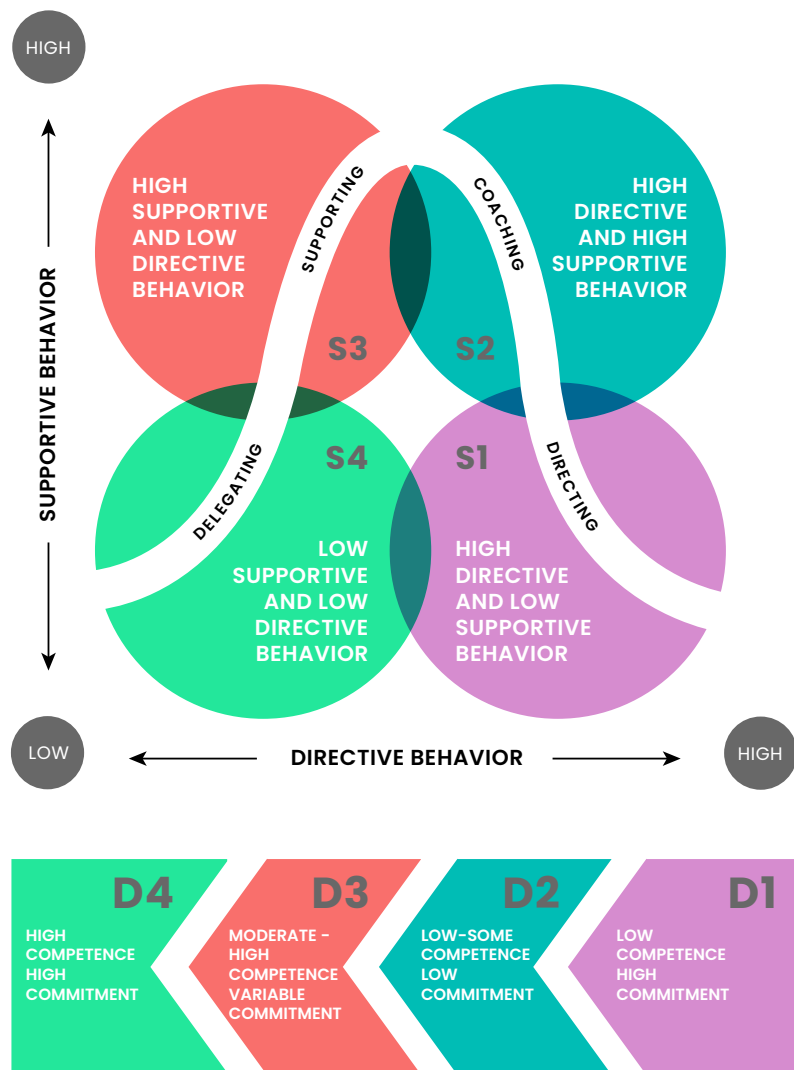 HIGH
SUPPORTIVE BEHAVIOR
HIGH
SUPPORTIVE
AND LOW
DIRECTIVE
BEHAVIOR
SUPPORTING
S3
COACHING
HIGH
DIRECTIVE
AND HIGH
SUPPORTIVE
BEHAVIOR
S2
DELEGATING
S4
LOW
SUPPORTIVE
AND LOW
DIRECTIVE
BEHAVIOR
S1
DIRECTING
HIGH
DIRECTIVE
AND LOW
SUPPORTIVE
BEHAVIOR
LOW
DIRECTIVE BEHAVIOR
HIGH
D4
HIGH
COMPETENCE
HIGH
COMMITMENT
D3
MODERATE -
HIGH
COMPETENCE
VARIABLE
COMMITMENT
D2
LOW-SOME
COMPETENCE
LOW
COMMITMENT
D1
LOW
COMPETENCE
HIGH
COMMITMENT